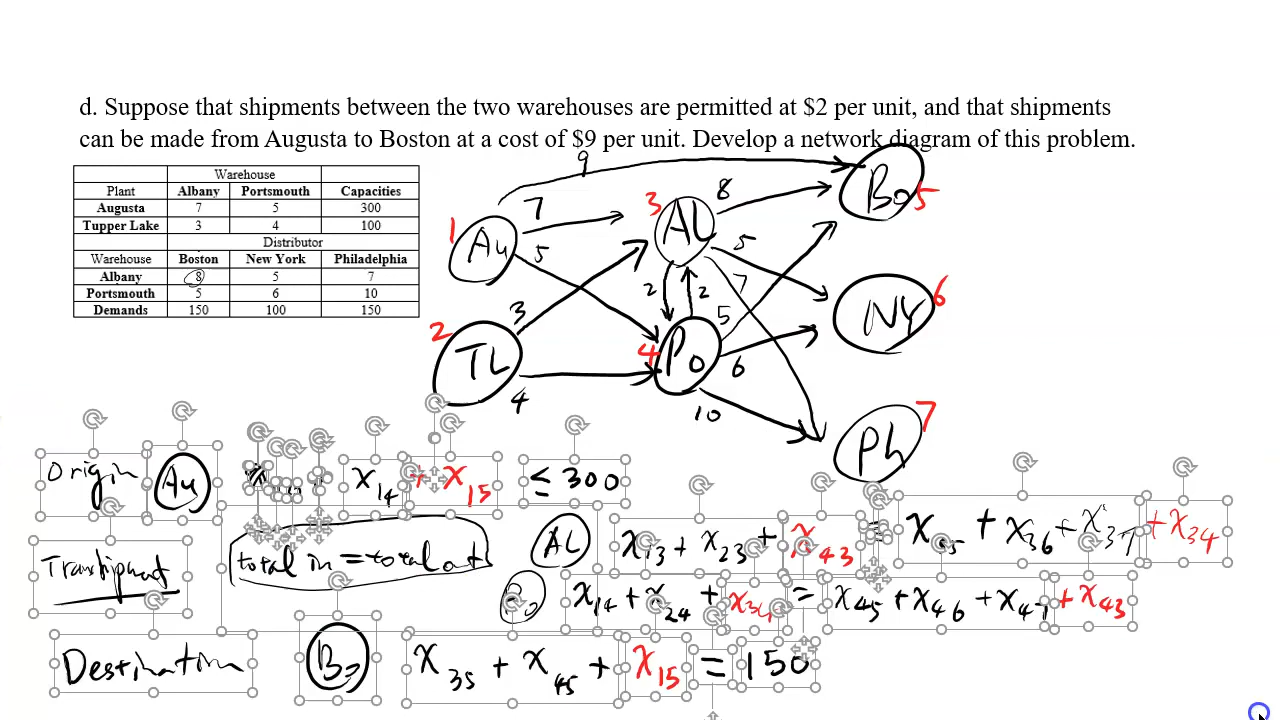 d. Suppose that shipments between the two warehouses are permitted at $2 per unit, and that shipments
can be made from Augusta to Boston at a cost of $9 per unit. Develop a network diagram of this problem.
Warehouse
Plant Albany Portsmouth Capacities
Augusta 7 5 300
Tupper Lake 3 4 100
Distributor
Warehouse Boston New York Philadelphia
Albany 8 5 7
Portsmouth 5 6 10
Demands 150 100 150
9
Bo 5
1 Au 7 5
3 AL 8 5 7
2 2
NY 6
2 TL 3 4
4 Po 5 6 10
Ph 7
Origin Au x14 + x15 ≤ 300
Transhipment total in = total out AL x13 + x23 + x43 = x35 + x36 + x37 + x34
Po x14 + x24 + x34 = x45 + x46 + x47 + x43
Destination Bo x35 + x45 + x15 = 150